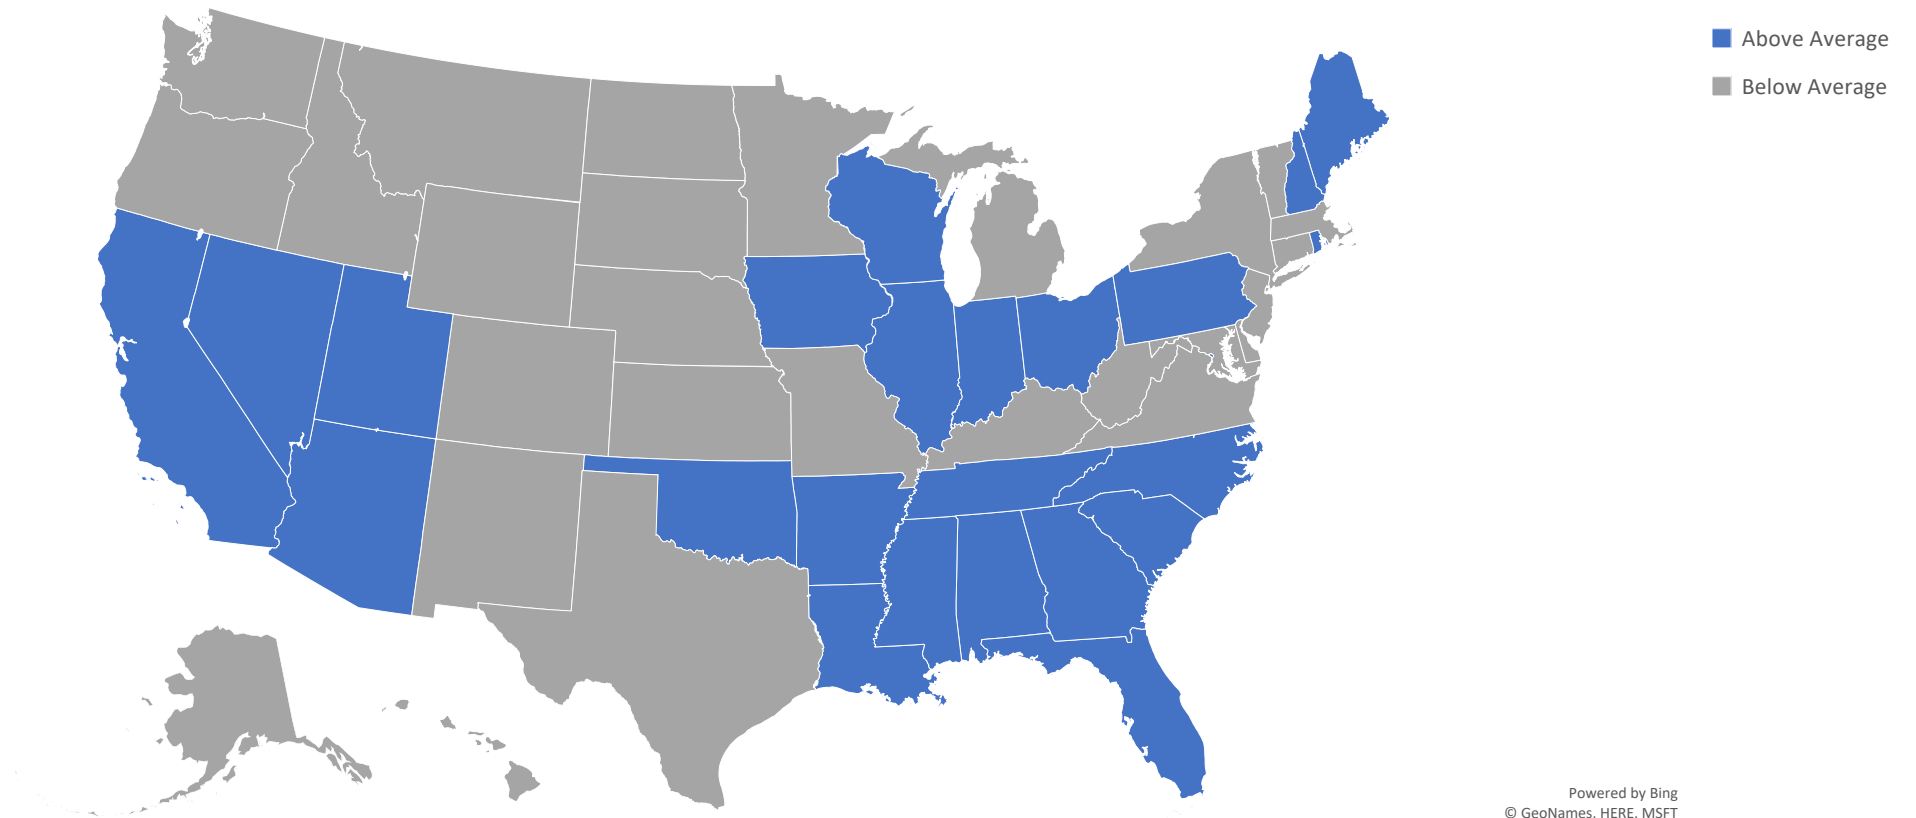 Above Average
Below Average
Powered by Bing
© GeoNames, HERE, MSFT